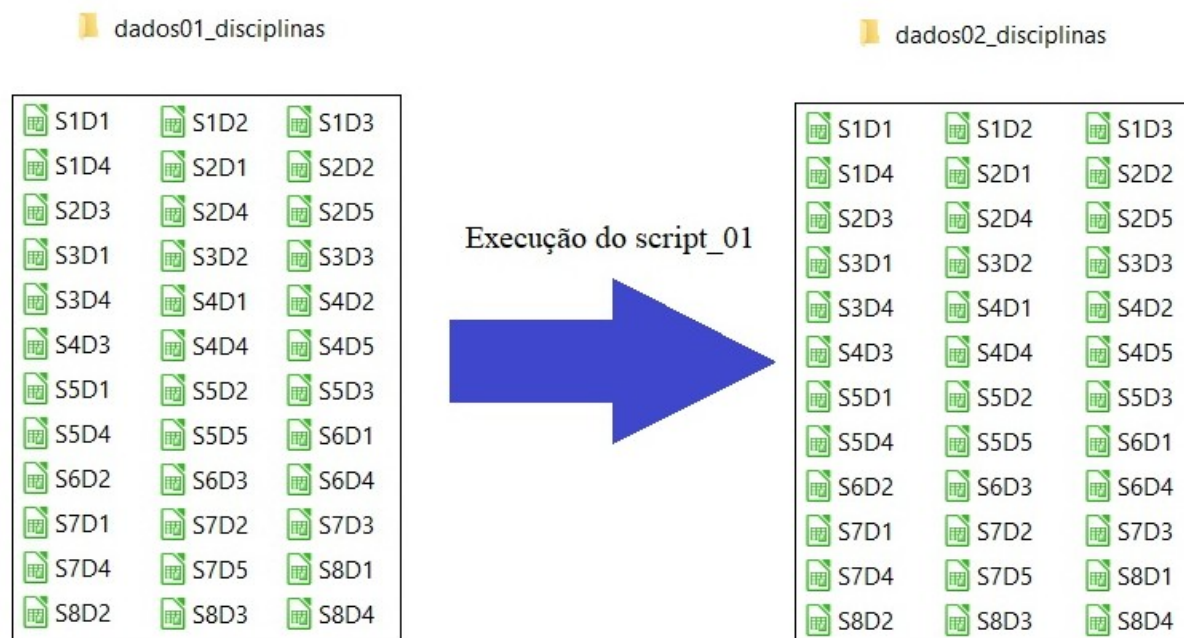 dados01_disciplinas
S1D1 S1D2 S1D3
S1D4 S2D1 S2D2
S2D3 S2D4 S2D5
S3D1 S3D2 S3D3
S3D4 S4D1 S4D2
S4D3 S4D4 S4D5
S5D1 S5D2 S5D3
S5D4 S5D5 S6D1
S6D2 S6D3 S6D4
S7D1 S7D2 S7D3
S7D4 S7D5 S8D1
S8D2 S8D3 S8D4
Execução do script_01
dados02_disciplinas
S1D1 S1D2 S1D3
S1D4 S2D1 S2D2
S2D3 S2D4 S2D5
S3D1 S3D2 S3D3
S3D4 S4D1 S4D2
S4D3 S4D4 S4D5
S5D1 S5D2 S5D3
S5D4 S5D5 S6D1
S6D2 S6D3 S6D4
S7D1 S7D2 S7D3
S7D4 S7D5 S8D1
S8D2 S8D3 S8D4